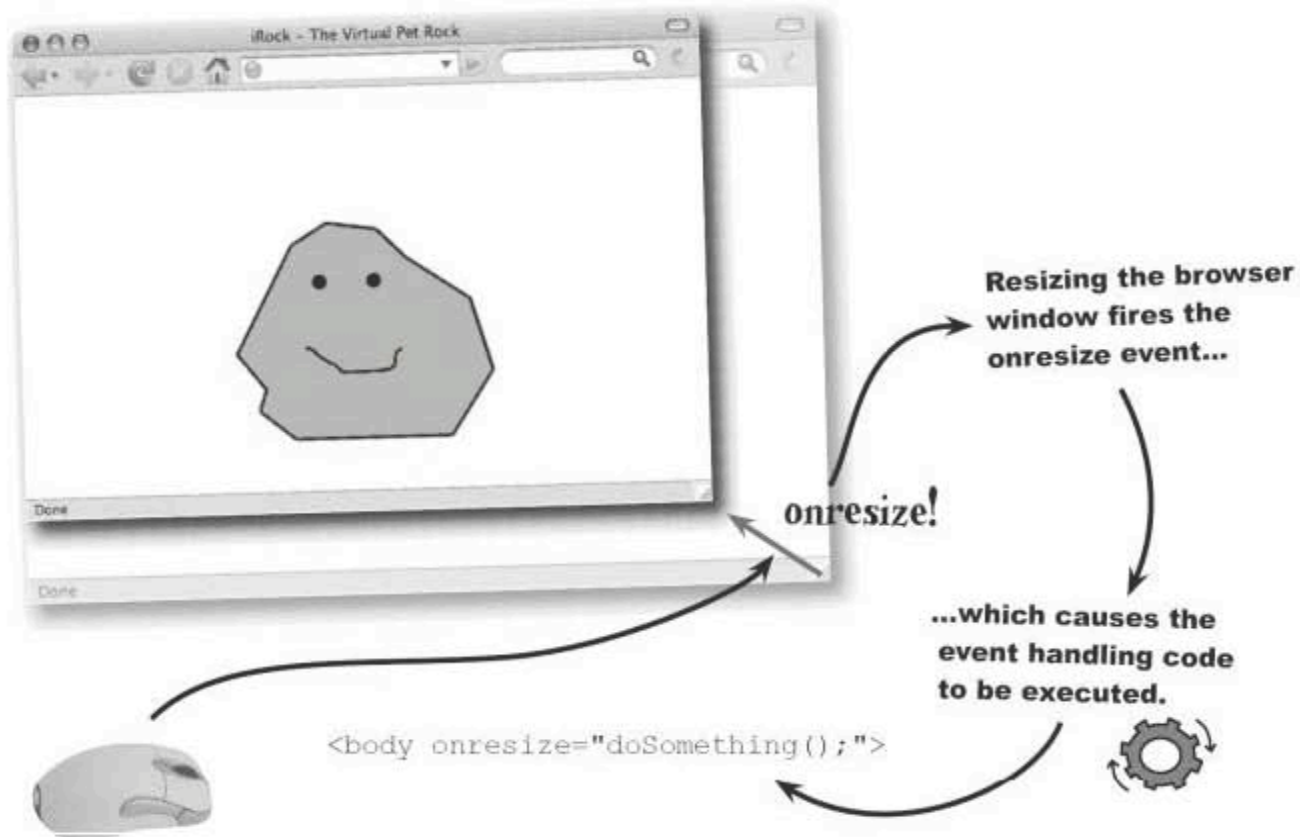 iRock - The Virtual Pet Rock
Done
Done
onresize!
Resizing the browser
window fires the
onresize event...
...which causes the
event handling code
to be executed.
<body onresize="doSomething();">